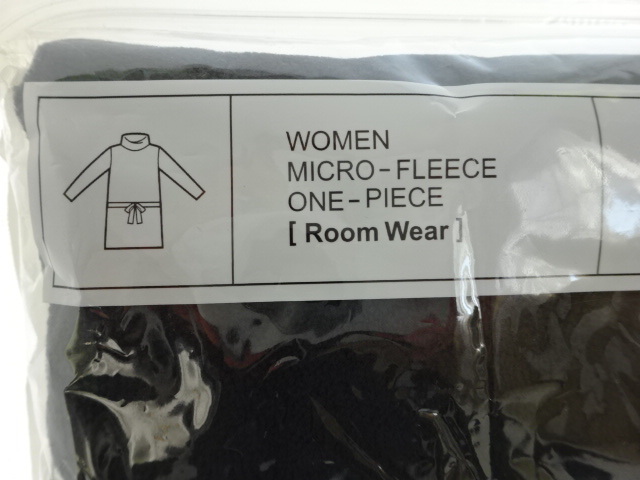 WOMEN
MICRO-FLEECE
ONE-PIECE
[ Room Wear ]